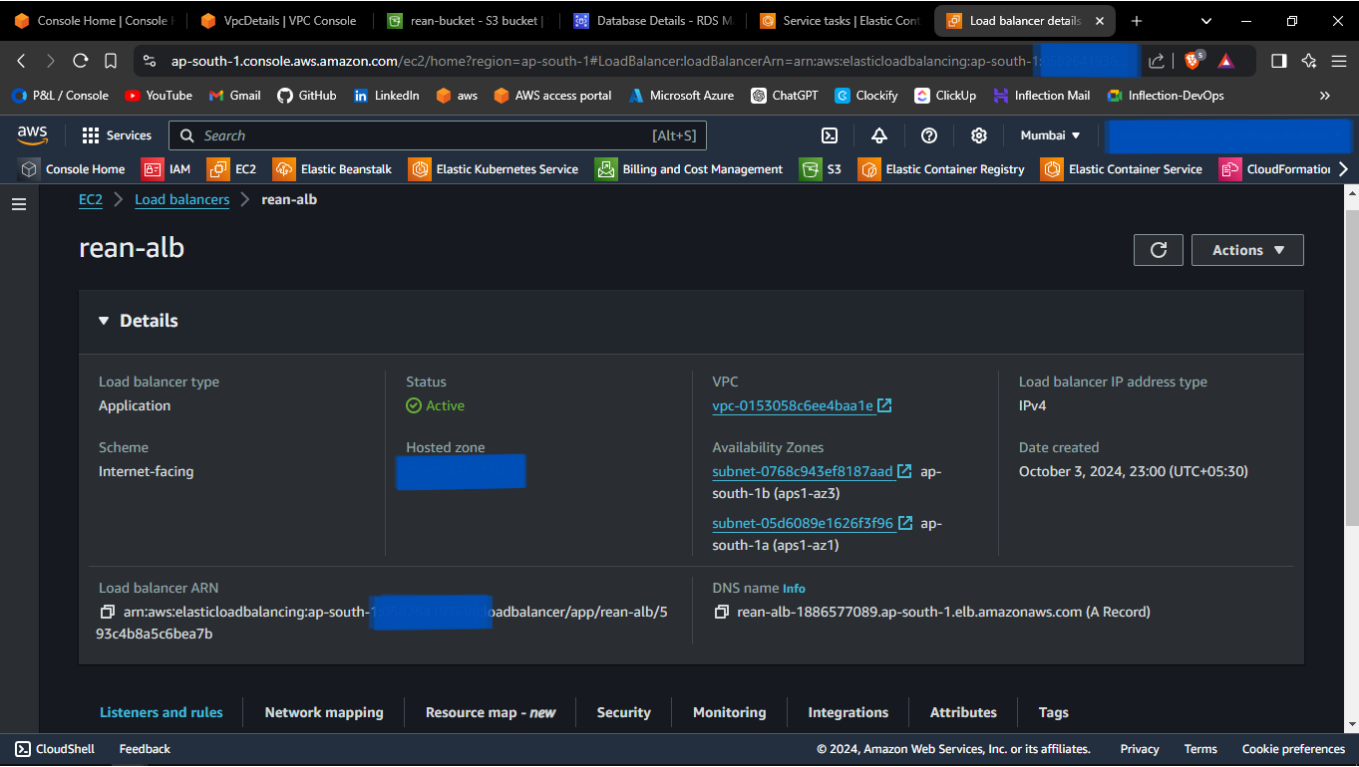 Console Home | Console
VpcDetails | VPC Console
rean-bucket - S3 bucket |
Database Details - RDS M
Service tasks | Elastic Cont
Load balancer details
ap-south-1.console.aws.amazon.com/ec2/home?region=ap-south-1#LoadBalancer:loadBalancerArn=arn:aws:elasticloadbalancing:ap-south-1:
5
P&L / Console YouTube Gmail GitHub LinkedIn aws AWS access portal Microsoft Azure ChatGPT Clockify ClickUp Inflection Mail Inflection-DevOps »
aws Services Search [Alt+S] Mumbai
Console Home IAM EC2 Elastic Beanstalk Elastic Kubernetes Service Billing and Cost Management S3 Elastic Container Registry Elastic Container Service CloudFormation
EC2 > Load balancers > rean-alb
rean-alb
Actions
Details
Load balancer type
Application
Status
Active
VPC
vpc-0153058c6ee4baa1e
Load balancer IP address type
IPv4
Scheme
Internet-facing
Hosted zone
Availability Zones
subnet-0768c943ef8187aad ap-
south-1b (aps1-az3)
subnet-05d6089e1626f3f96 ap-
south-1a (aps1-az1)
Date created
October 3, 2024, 23:00 (UTC+05:30)
Load balancer ARN
arn:aws:elasticloadbalancing:ap-south-1 oadbalancer/app/rean-alb/5
93c4b8a5c6bea7b
DNS name Info
rean-alb-1886577089.ap-south-1.elb.amazonaws.com (A Record)
Listeners and rules Network mapping Resource map - new Security Monitoring Integrations Attributes Tags
CloudShell Feedback © 2024, Amazon Web Services, Inc. or its affiliates. Privacy Terms Cookie preferences